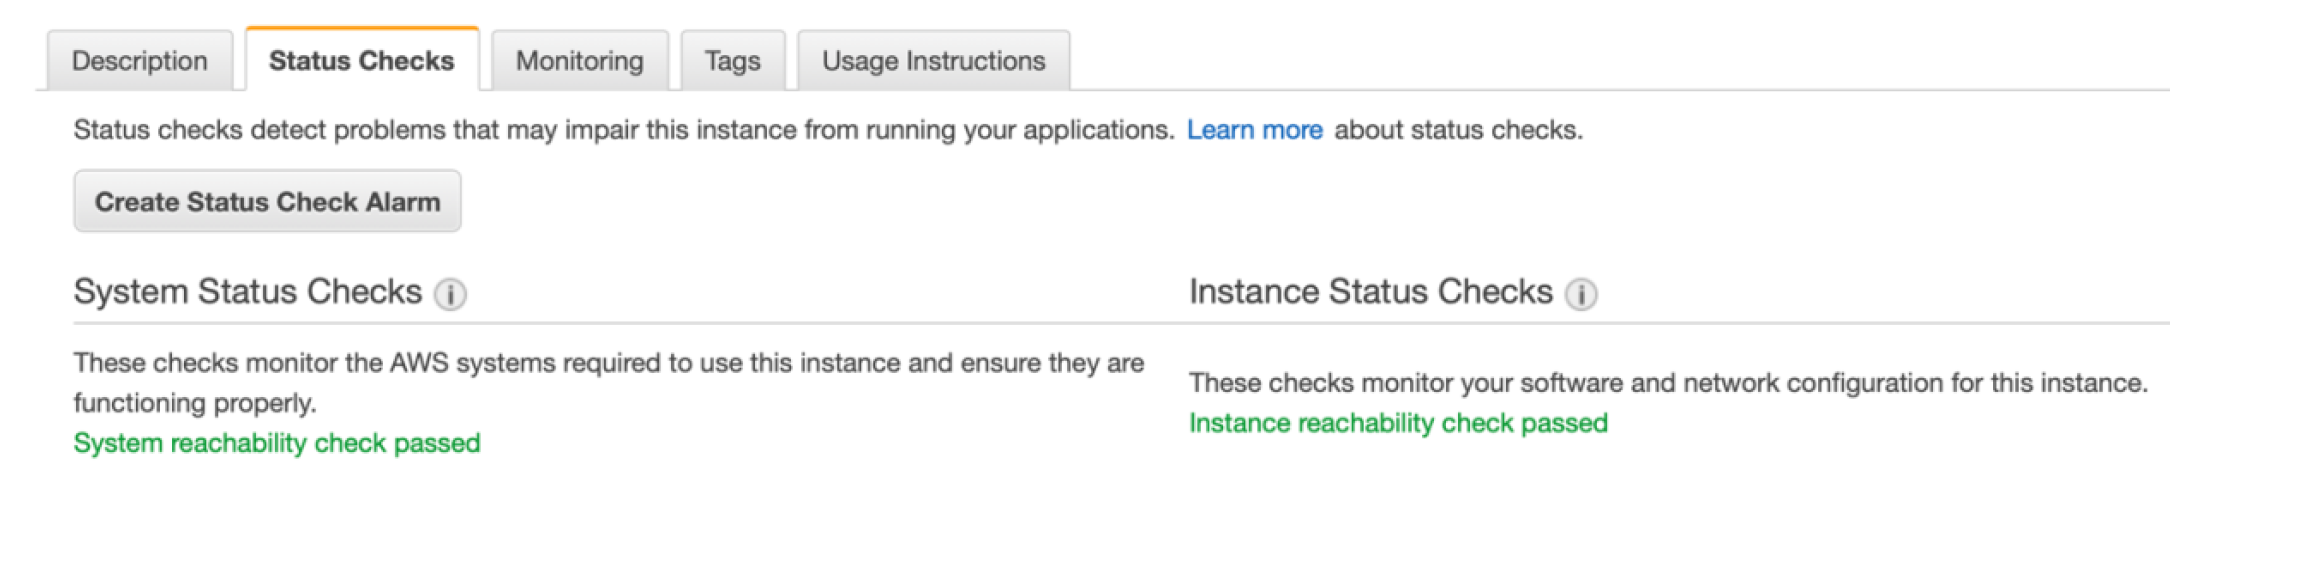 Description Status Checks Monitoring Tags Usage Instructions
Status checks detect problems that may impair this instance from running your applications. Learn more about status checks.
Create Status Check Alarm
System Status Checks i
These checks monitor the AWS systems required to use this instance and ensure they are
functioning properly.
System reachability check passed
Instance Status Checks i
These checks monitor your software and network configuration for this instance.
Instance reachability check passed